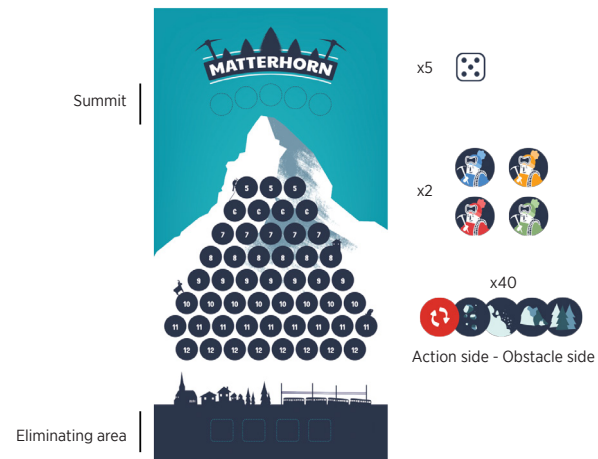 MATTERHORN
x5
Summit
5 5 5
x2
6 6 6 6
7 7 7 7 7
8 8 8 8 8 8
9 9 9 9 9 9 9
x40
10 10 10 10 10 10 10 10
11 11 11 11 11 11 11 11 11
12 12 12 12 12 12 12 12
Action side - Obstacle side
Eliminating area